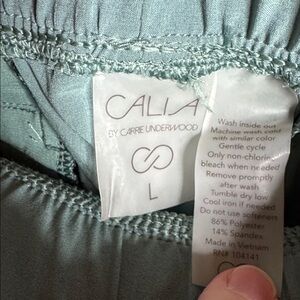 CALIA
BY CARRIE UNDERWOOD
L
Wash inside out
Machine wash cold
with similar color
Gentle cycle
Only non-chlorine
bleach when needed
Remove promptly
after wash
Tumble dry low
Cool iron if needed
Do not use softeners
86% Polyester
14% Spandex
Made in Vietnam
RN# 104141